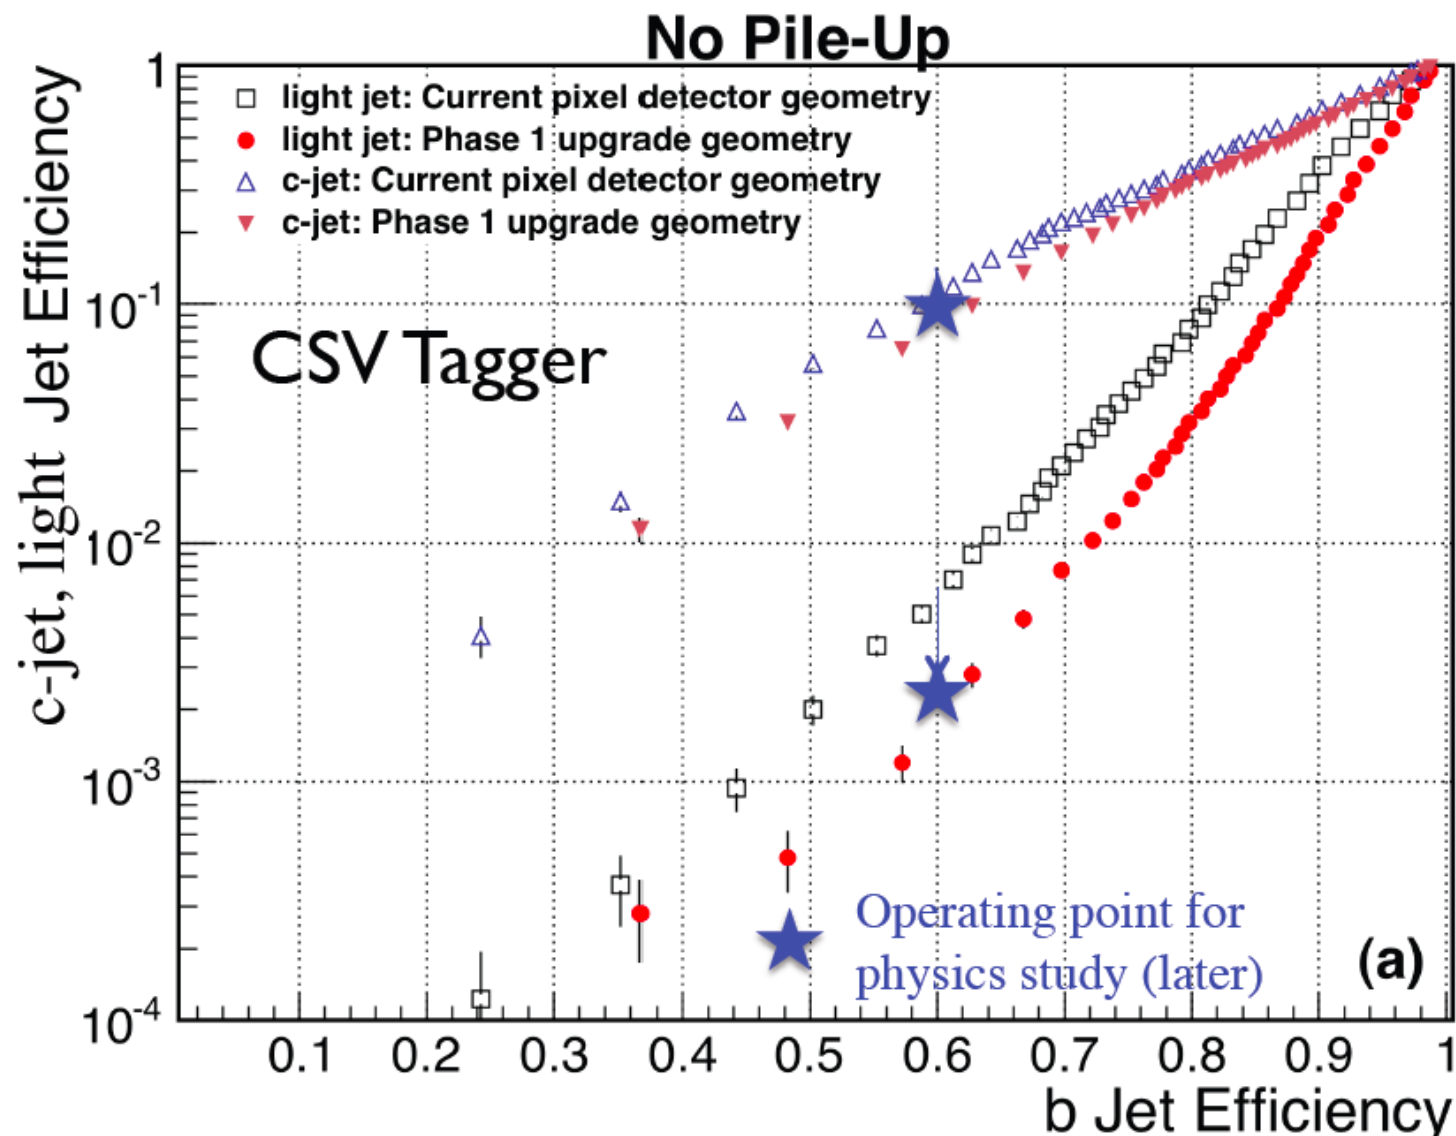 No Pile-Up
light jet: Current pixel detector geometry
light jet: Phase 1 upgrade geometry
c-jet: Current pixel detector geometry
c-jet: Phase 1 upgrade geometry
CSV Tagger
Operating point for
physics study (later)
(a)
c-jet, light Jet Efficiency
1
10-1
10-2
10-3
10-4
0.1 0.2 0.3 0.4 0.5 0.6 0.7 0.8 0.9 1
b Jet Efficiency